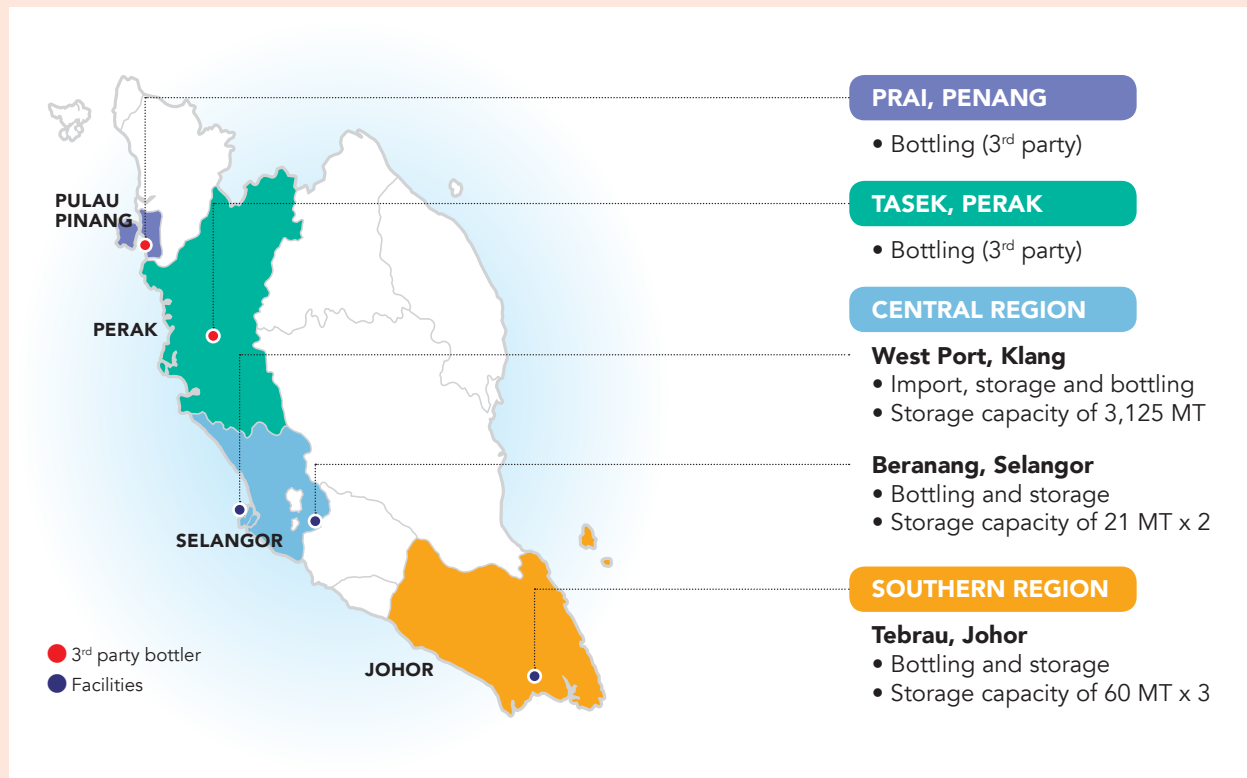 PULAU
PINANG
PERAK
SELANGOR
JOHOR
3rd party bottler
Facilities
PRAI, PENANG
• Bottling (3rd party)
TASEK, PERAK
• Bottling (3rd party)
CENTRAL REGION
West Port, Klang
• Import, storage and bottling
• Storage capacity of 3,125 MT
Beranang, Selangor
• Bottling and storage
• Storage capacity of 21 MT x 2
SOUTHERN REGION
Tebrau, Johor
• Bottling and storage
• Storage capacity of 60 MT x 3